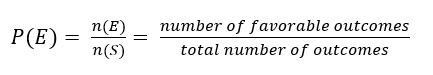 P(E) = n(E)/n(S) = number of favorable outcomes/total number of outcomes